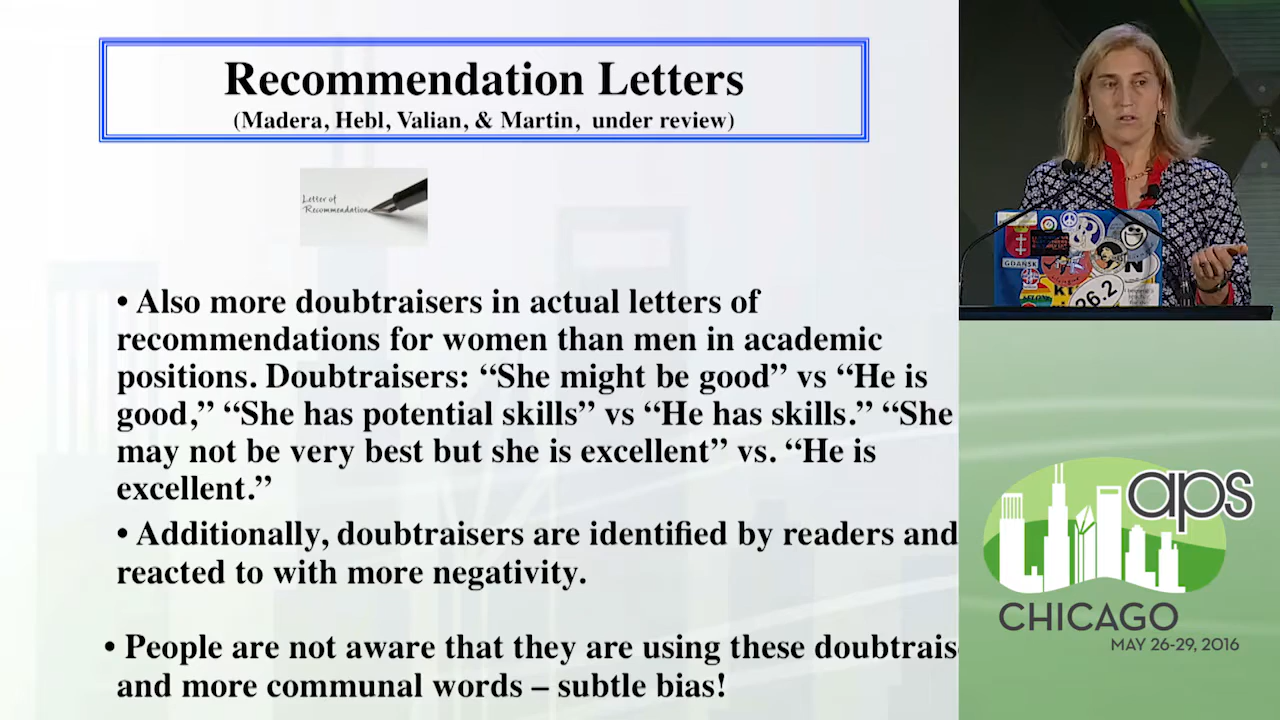 Recommendation Letters
(Madera, Hebl, Valian, & Martin, under review)
Letter of
Recommendation
• Also more doubtraisers in actual letters of
recommendations for women than men in academic
positions. Doubtraisers: “She might be good” vs “He is
good,” “She has potential skills” vs “He has skills.” “She
may not be very best but she is excellent” vs. “He is
excellent.”
• Additionally, doubtraisers are identified by readers and
reacted to with more negativity.
• People are not aware that they are using these doubtrais
and more communal words – subtle bias!
GDAŃSK
N
26.2
aps
CHICAGO
MAY 26-29, 2016